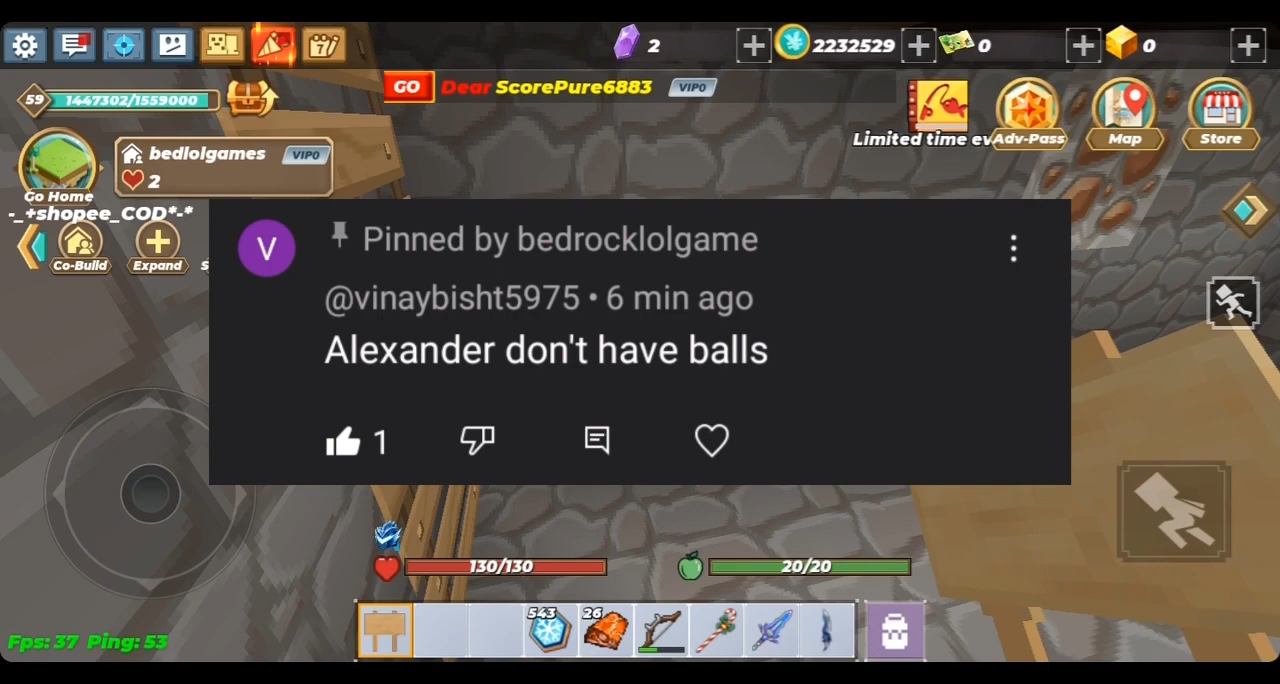 2
2232529
0
0
59
1447302/1559000
GO Dear ScorePure6883 VIP0
bedlolgames VIP0
2
Limited time ev
Adv-Pass
Map
Store
Go Home
-_+shopee_COD*-*
Co-Build
Expand
S
V
Pinned by bedrocklolgame
@vinaybisht5975 • 6 min ago
Alexander don't have balls
1
130/130
20/20
543
26
Fps: 37 Ping: 53
7